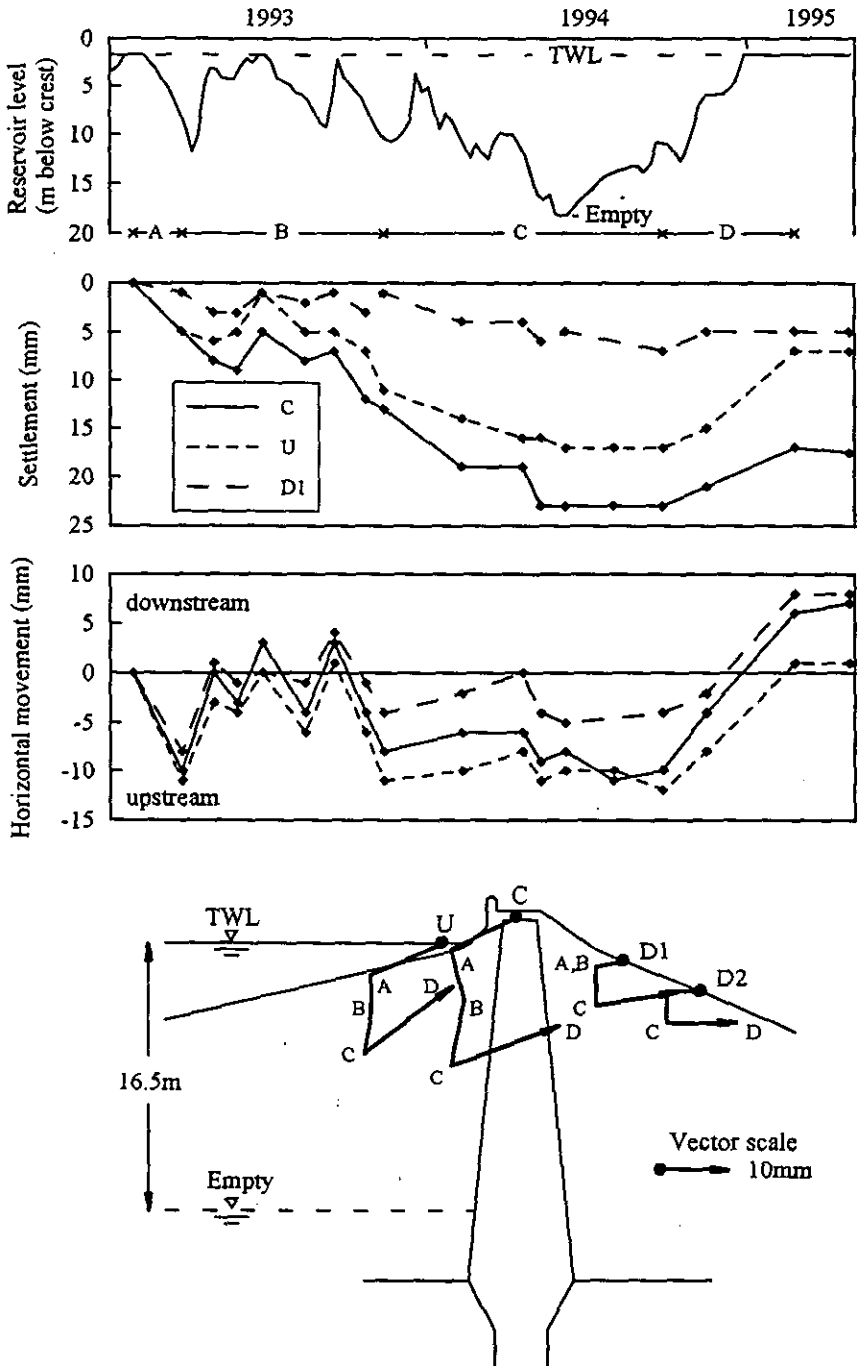 1993 1994 1995
Reservoir level
(m below crest)
0
5
10
15
20
TWL
Empty
A B C D
Settlement (mm)
0
5
10
15
20
25
C
U
D1
Horizontal movement (mm)
10
5
0
-5
-10
-15
downstream
upstream
TWL
U
C
D1
D2
A
B
C
D
A
B
C
D
A,B
C
C
D
16.5m
Empty
Vector scale
10mm